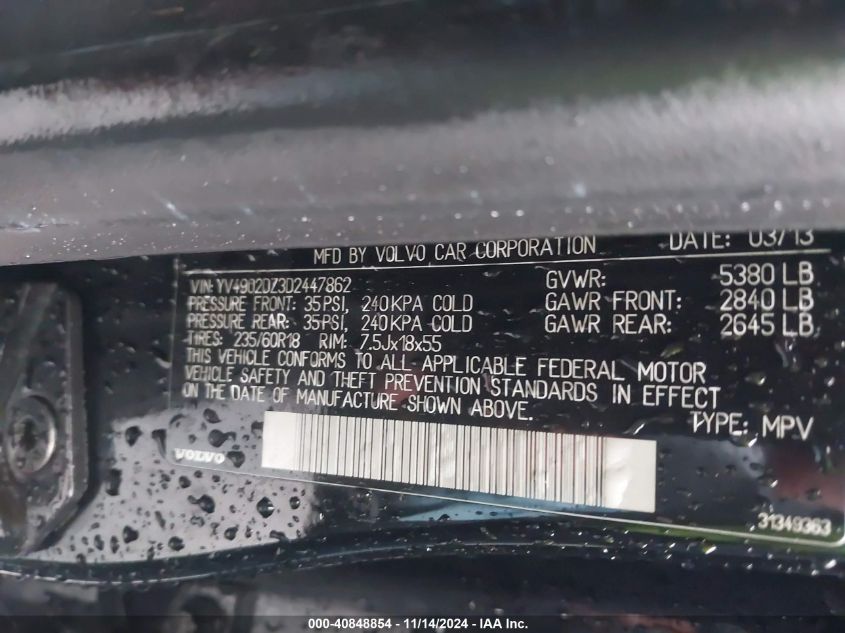 MFD BY VOLVO CAR CORPORATION DATE: 03/13
VIN: YV4902DZ3D2447862 GVWR: 5380 LB
PRESSURE FRONT: 35PSI, 240KPA COLD GAWR FRONT: 2840 LB
PRESSURE REAR: 35PSI, 240KPA COLD GAWR REAR: 2645 LB
TIRES: 235/60R18 RIM: 7.5Jx18x55
THIS VEHICLE CONFORMS TO ALL APPLICABLE FEDERAL MOTOR
VEHICLE SAFETY AND THEFT PREVENTION STANDARDS IN EFFECT
ON THE DATE OF MANUFACTURE SHOWN ABOVE.
TYPE: MPV
VOLVO
31349363
000-40848854 - 11/14/2024 - IAA Inc.